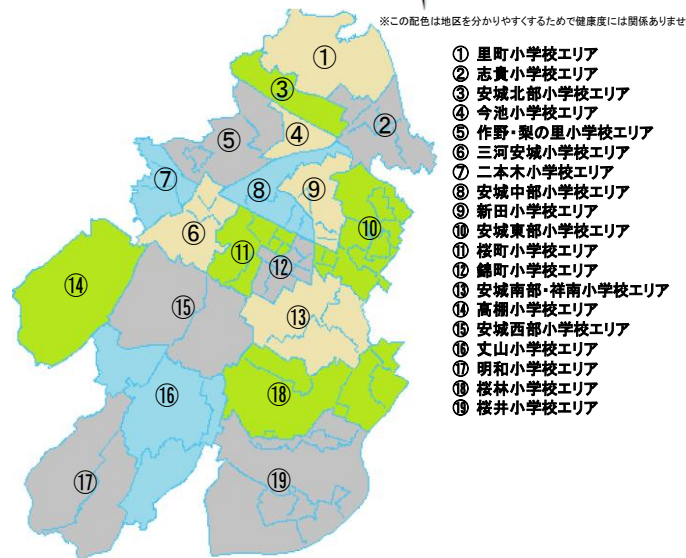 ※この配色は地区を分かりやすくするためで健康度には関係ありませ
① 里町小学校エリア
② 志貴小学校エリア
③ 安城北部小学校エリア
④ 今池小学校エリア
⑤ 作野・梨の里小学校エリア
⑥ 三河安城小学校エリア
⑦ 二本木小学校エリア
⑧ 安城中部小学校エリア
⑨ 新田小学校エリア
⑩ 安城東部小学校エリア
⑪ 桜町小学校エリア
⑫ 錦町小学校エリア
⑬ 安城南部・祥南小学校エリア
⑭ 高棚小学校エリア
⑮ 安城西部小学校エリア
⑯ 丈山小学校エリア
⑰ 明和小学校エリア
⑱ 桜林小学校エリア
⑲ 桜井小学校エリア
①
③
②
④
⑤
⑦
⑧
⑨
⑩
⑥
⑪
⑫
⑭
⑮
⑬
⑯
⑱
⑰
⑲